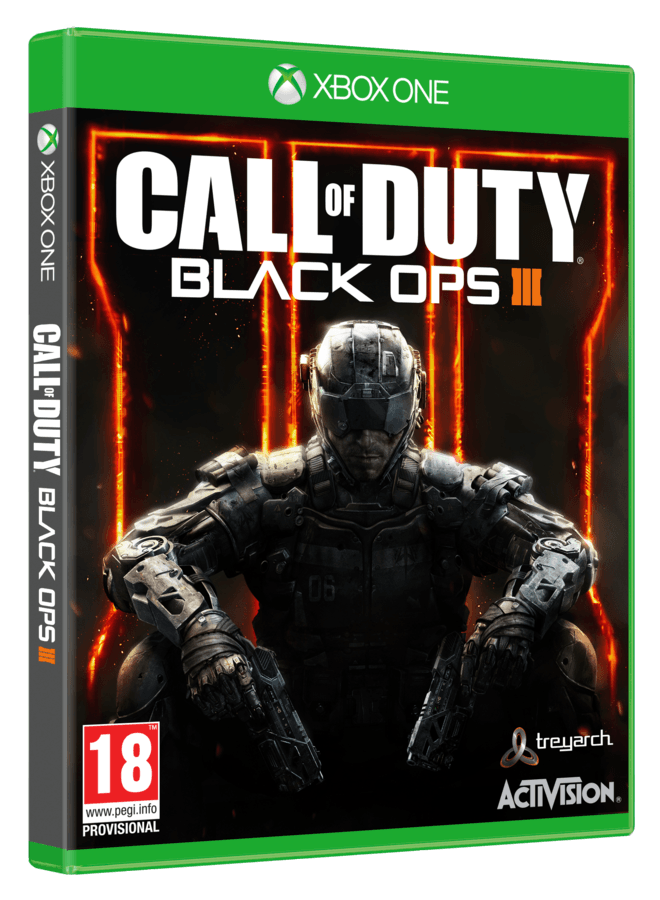 XBOX ONE
CALL OF DUTY®
BLACK OPS III
06
18™
www.pegi.info
PROVISIONAL
treyarch
ACTIVISION®
XBOX ONE
CALL OF DUTY BLACK OPS III